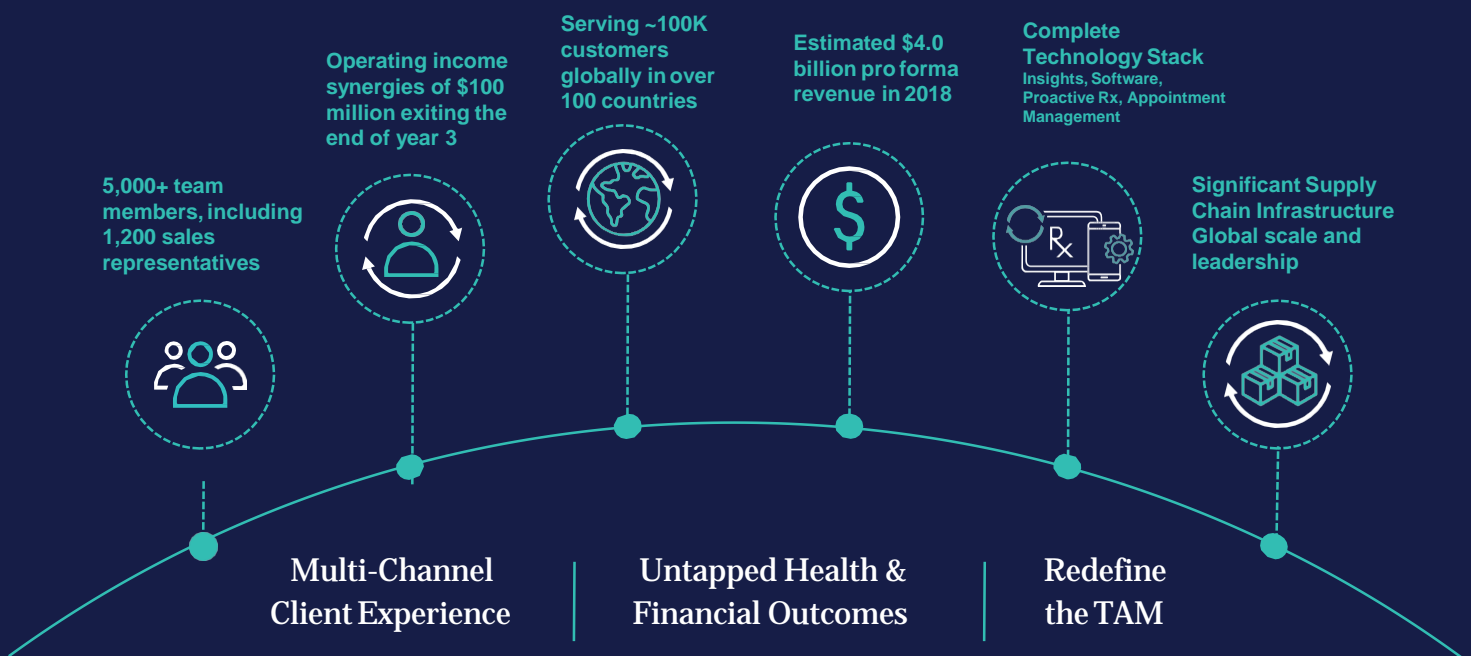 5,000+ team
members, including
1,200 sales
representatives
Operating income
synergies of $100
million exiting the
end of year 3
Serving ~100K
customers
globally in over
100 countries
Estimated $4.0
billion pro forma
revenue in 2018
$
Complete
Technology Stack
Insights, Software,
Proactive Rx, Appointment
Management
Rx
Significant Supply
Chain Infrastructure
Global scale and
leadership
Multi-Channel
Client Experience
Untapped Health &
Financial Outcomes
Redefine
the TAM